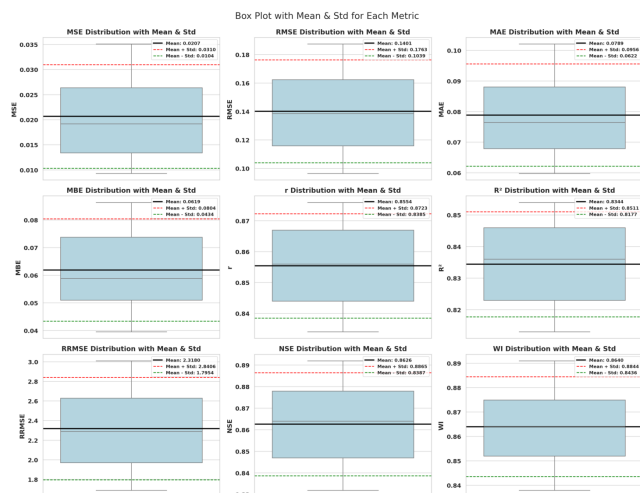 Box Plot with Mean & Std for Each Metric
MSE Distribution with Mean & Std
Mean: 0.0207
Mean + Std: 0.0310
Mean - Std: 0.0104
0.035
0.030
0.025
0.020
0.015
0.010
MSE
RMSE Distribution with Mean & Std
Mean: 0.1401
Mean + Std: 0.1763
Mean - Std: 0.1039
0.18
0.16
0.14
0.12
0.10
RMSE
MAE Distribution with Mean & Std
Mean: 0.0789
Mean + Std: 0.0956
Mean - Std: 0.0622
0.10
0.09
0.08
0.07
0.06
MAE
MBE Distribution with Mean & Std
Mean: 0.0619
Mean + Std: 0.0804
Mean - Std: 0.0434
0.08
0.07
0.06
0.05
0.04
MBE
r Distribution with Mean & Std
Mean: 0.8554
Mean + Std: 0.8723
Mean - Std: 0.8385
0.87
0.86
0.85
0.84
r
R² Distribution with Mean & Std
Mean: 0.8344
Mean + Std: 0.8511
Mean - Std: 0.8177
0.85
0.84
0.83
0.82
R²
RRMSE Distribution with Mean & Std
Mean: 2.3180
Mean + Std: 2.8406
Mean - Std: 1.7954
3.0
2.8
2.6
2.4
2.2
2.0
1.8
RRMSE
NSE Distribution with Mean & Std
Mean: 0.8626
Mean + Std: 0.8865
Mean - Std: 0.8387
0.89
0.88
0.87
0.86
0.85
0.84
NSE
WI Distribution with Mean & Std
Mean: 0.8640
Mean + Std: 0.8844
Mean - Std: 0.8436
0.89
0.88
0.87
0.86
0.85
0.84
WI